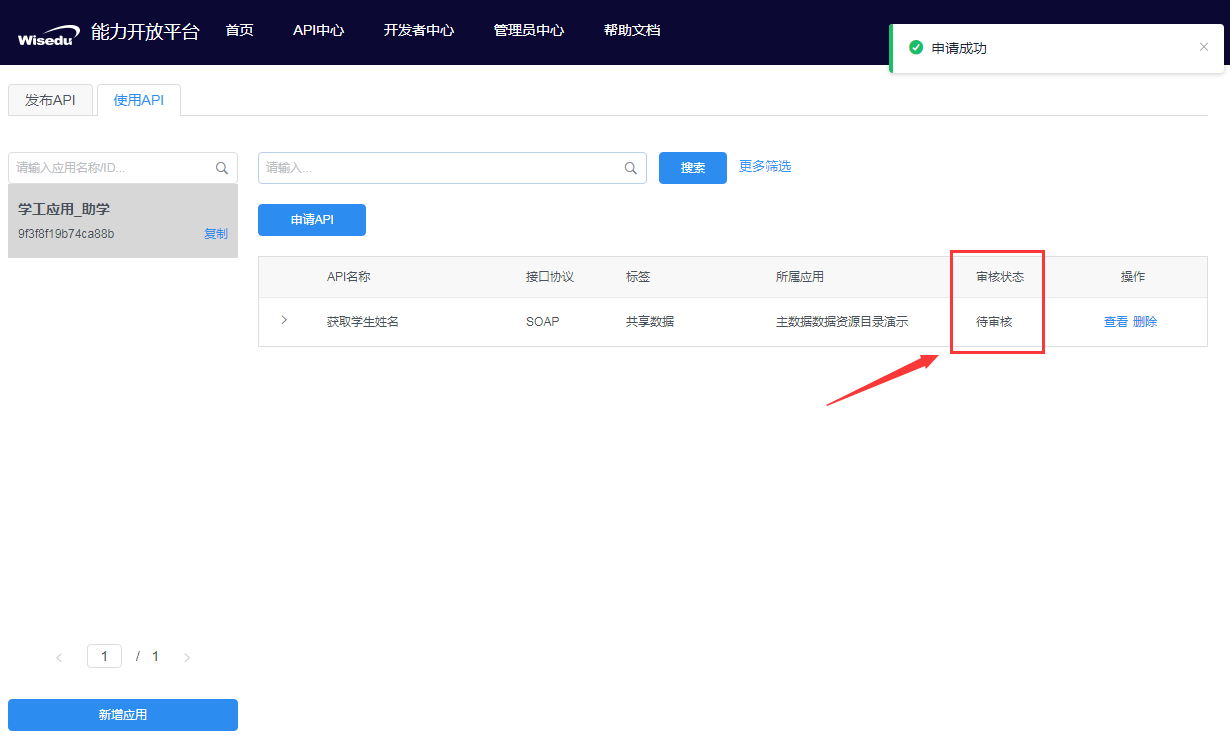 Wisedu 能力开放平台 首页 API中心 开发者中心 管理员中心 帮助文档
申请成功
发布API 使用API
请输入应用名称/ID... 请输入... 搜索 更多筛选
学工应用_助学
9f3f8f19b74ca88b 复制
申请API
API名称 接口协议 标签 所属应用 审核状态 操作
获取学生姓名 SOAP 共享数据 主数据数据资源目录演示 待审核 查看 删除
1 / 1
新增应用